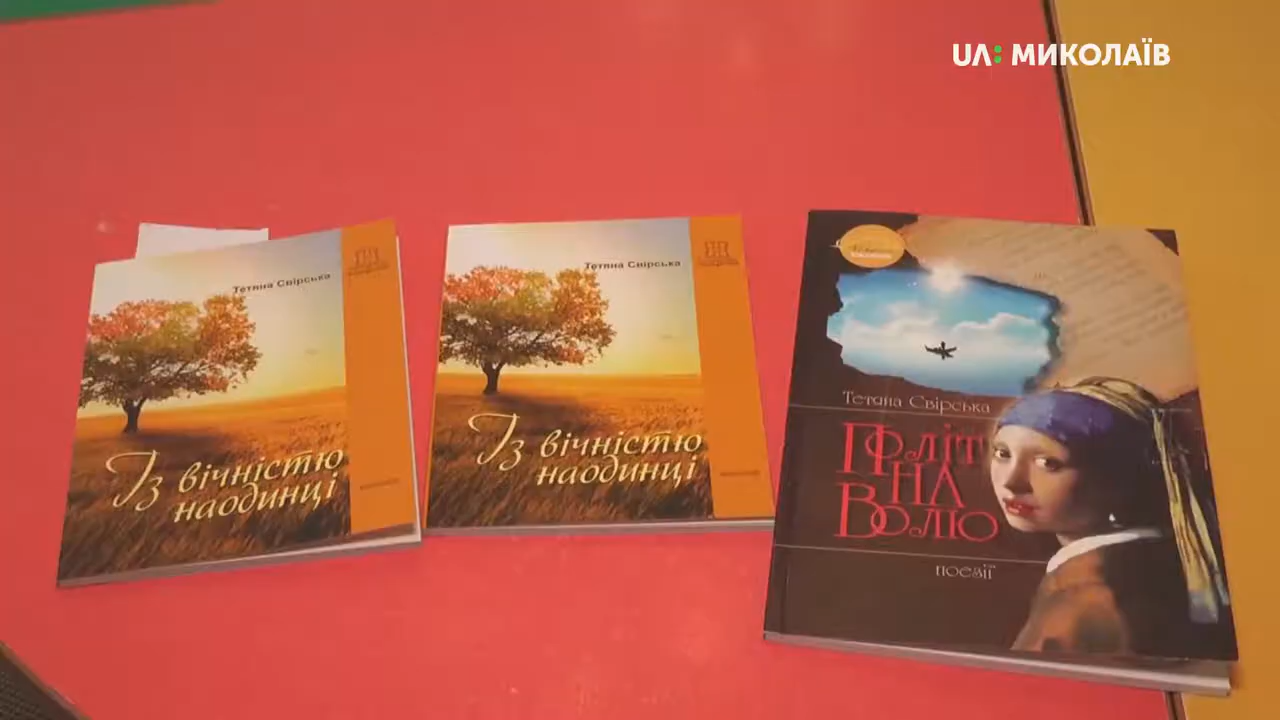 UA: МИКОЛАЇВ
Тетяна Свірська
Із вічністю
наодинці
Тетяна Свірська
Із вічністю
наодинці
Тетяна Свірська
Політ
на
Волю
поезії